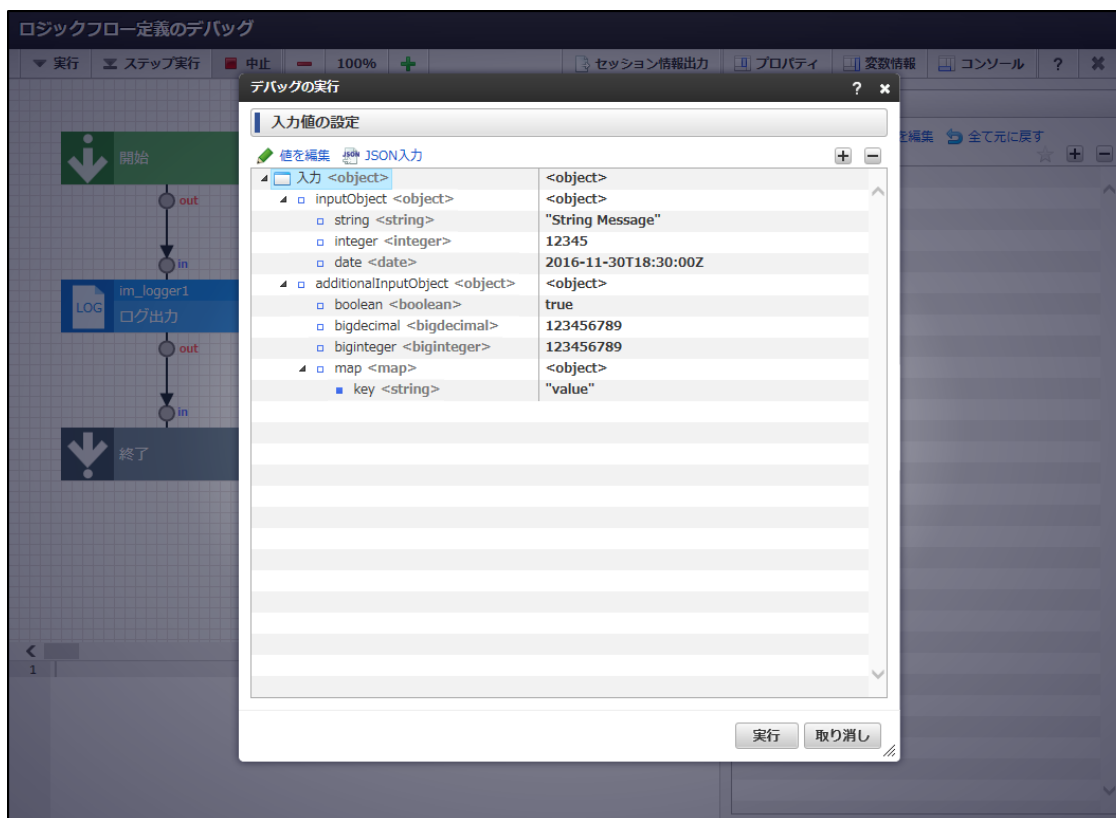 ロジックフロー定義のデバッグ
実行 ステップ実行 中止 100% セッション情報出力 プロパティ 変数情報 コンソール ?
デバッグの実行 ?
入力値の設定
値を編集 JSON JSON入力
を編集 全て元に戻す
入力 <object> <object>
inputObject <object> <object>
string <string> "String Message"
integer <integer> 12345
date <date> 2016-11-30T18:30:00Z
additionalInputObject <object> <object>
boolean <boolean> true
bigdecimal <bigdecimal> 123456789
biginteger <biginteger> 123456789
map <map> <object>
key <string> "value"
開始
out
in
im_logger1
LOG ログ出力
out
in
終了
1
実行 取り消し